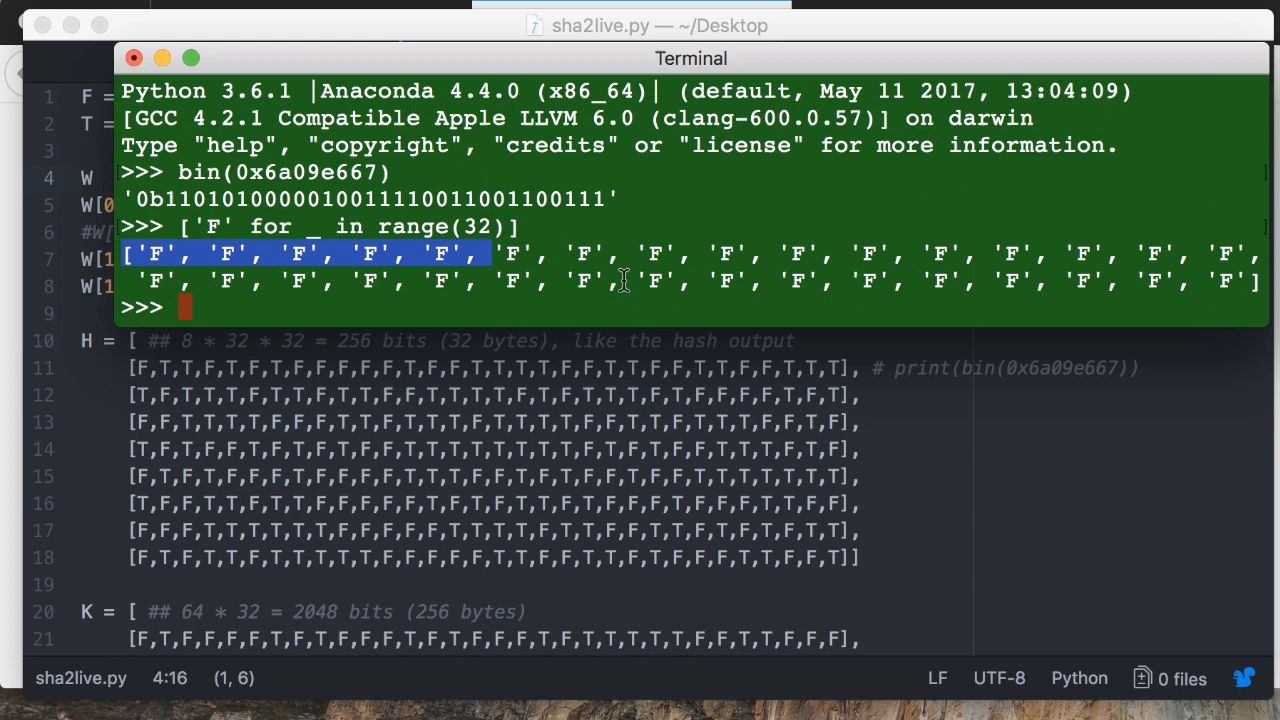 sha2live.py — ~/Desktop
Terminal
Python 3.6.1 |Anaconda 4.4.0 (x86_64)| (default, May 11 2017, 13:04:09)
[GCC 4.2.1 Compatible Apple LLVM 6.0 (clang-600.0.57)] on darwin
Type "help", "copyright", "credits" or "license" for more information.
>>> bin(0x6a09e667)
'0b1101010000010011110011001100111'
>>> ['F' for _ in range(32)]
['F', 'F', 'F', 'F', 'F', 'F', 'F', 'F', 'F', 'F', 'F', 'F', 'F', 'F', 'F', 'F',
'F', 'F', 'F', 'F', 'F', 'F', 'F', 'F', 'F', 'F', 'F', 'F', 'F', 'F', 'F', 'F']
>>>
1 F =
2 T =
3
4 W
5 W[0
6 #W[
7 W[1
8 W[1
9
10 H = [ ## 8 * 32 * 32 = 256 bits (32 bytes), like the hash output
11 [F,T,T,F,T,F,T,F,F,F,F,F,T,F,F,T,T,T,T,F,F,T,T,F,F,T,T,F,F,T,T,T], # print(bin(0x6a09e667))
12 [T,F,T,T,T,F,T,T,F,T,T,F,F,T,T,T,T,F,T,F,T,T,T,F,T,F,F,F,F,T,F,T],
13 [F,F,T,T,T,T,F,F,F,T,T,F,T,T,T,F,T,T,T,T,F,F,T,T,F,T,T,T,F,F,T,F],
14 [T,F,T,F,F,T,F,T,F,T,F,F,T,T,T,T,T,T,T,T,F,T,F,T,F,F,T,T,T,F,T,F],
15 [F,T,F,T,F,F,F,T,F,F,F,F,T,T,T,F,F,T,F,T,F,F,T,F,F,T,T,T,T,T,T,T],
16 [T,F,F,T,T,F,T,T,F,F,F,F,F,T,F,T,F,T,T,F,T,F,F,F,T,F,F,F,T,T,F,F],
17 [F,F,F,T,T,T,T,T,T,F,F,F,F,F,T,T,T,T,F,T,T,F,F,T,T,F,T,F,T,F,T,T],
18 [F,T,F,T,T,F,T,T,T,T,T,F,F,F,F,F,T,T,F,F,T,T,F,T,F,F,F,T,T,F,F,T]]
19
20 K = [ ## 64 * 32 = 2048 bits (256 bytes)
21 [F,T,F,F,F,F,T,F,T,F,F,F,T,F,T,F,F,F,T,F,T,T,T,T,T,F,F,T,T,F,F,F],
sha2live.py 4:16 (1, 6) LF UTF-8 Python 0 files